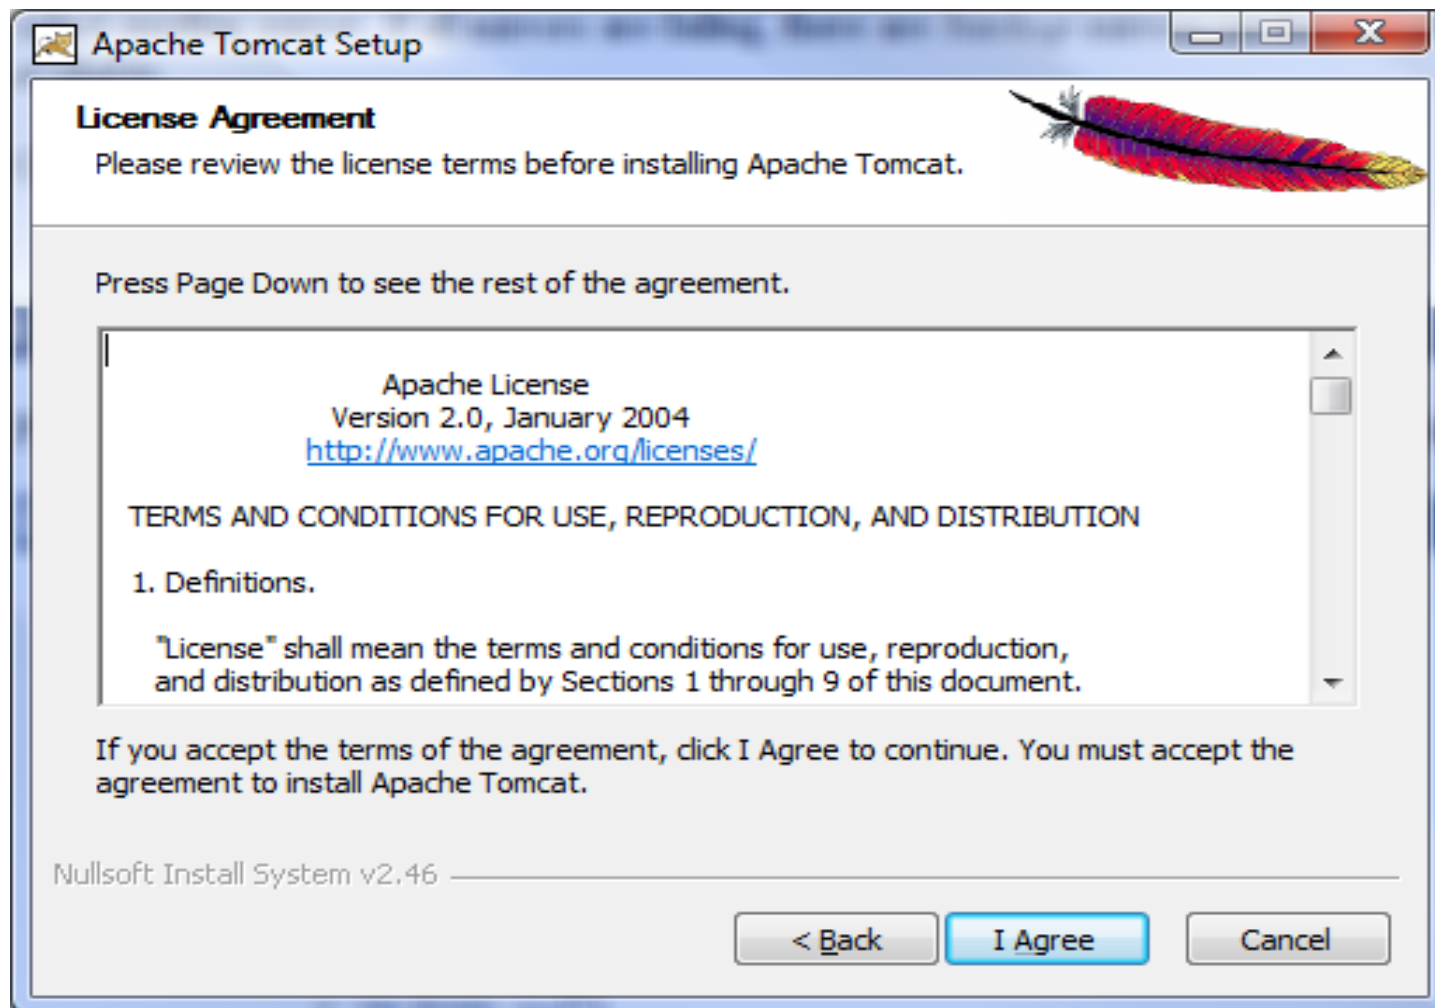 Apache Tomcat Setup
License Agreement
Please review the license terms before installing Apache Tomcat.
Press Page Down to see the rest of the agreement.
Apache License
Version 2.0, January 2004
http://www.apache.org/licenses/
TERMS AND CONDITIONS FOR USE, REPRODUCTION, AND DISTRIBUTION
1. Definitions.
"License" shall mean the terms and conditions for use, reproduction,
and distribution as defined by Sections 1 through 9 of this document.
If you accept the terms of the agreement, click I Agree to continue. You must accept the
agreement to install Apache Tomcat.
Nullsoft Install System v2.46
< Back I Agree Cancel